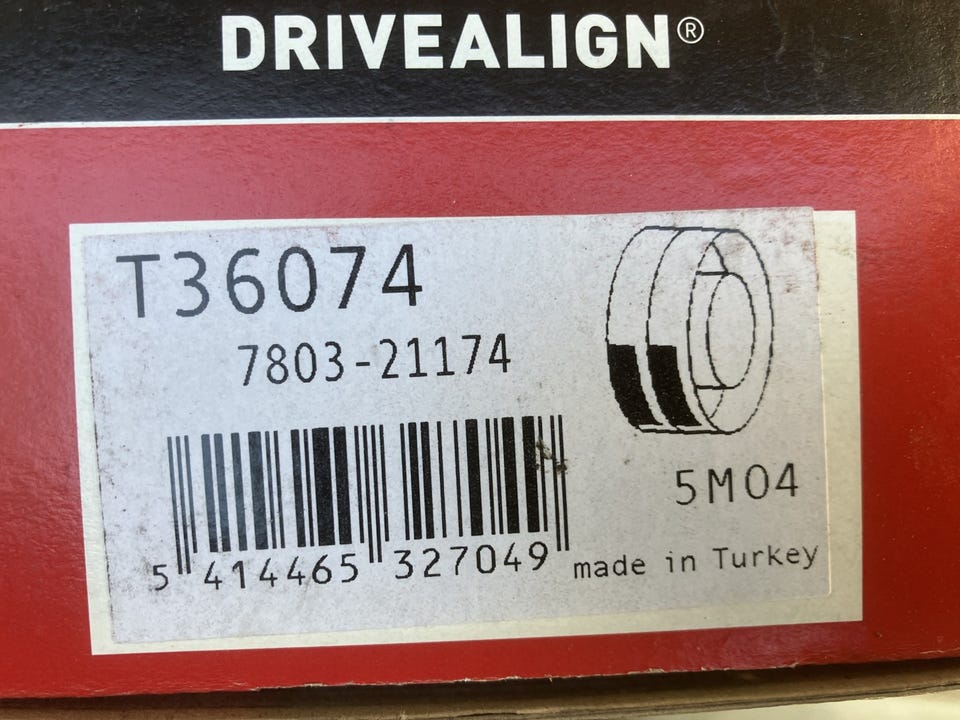 DRIVEALIGN®
T36074
7803-21174
5M04
5 414465 327049
made in Turkey